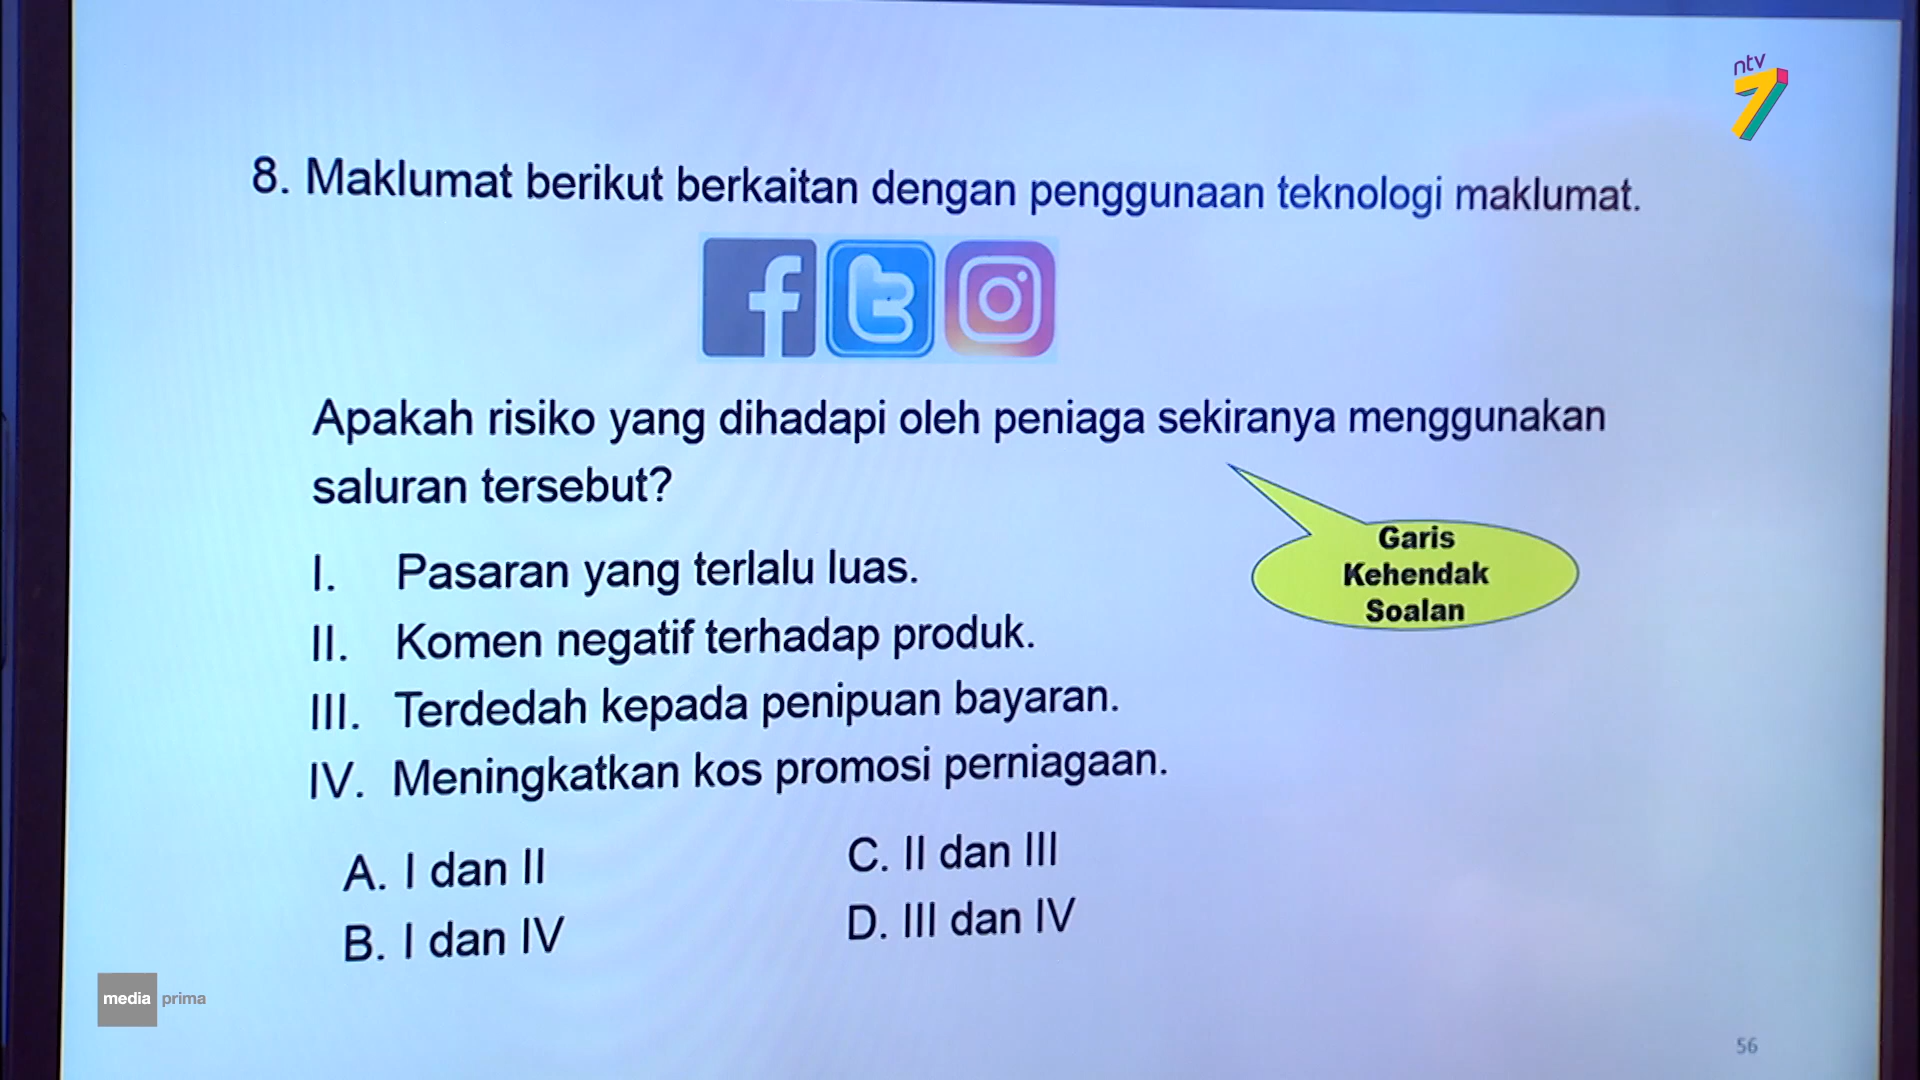 ntv
7
8. Maklumat berikut berkaitan dengan penggunaan teknologi maklumat.
Apakah risiko yang dihadapi oleh peniaga sekiranya menggunakan
saluran tersebut?
Garis
Kehendak
Soalan
I. Pasaran yang terlalu luas.
II. Komen negatif terhadap produk.
III. Terdedah kepada penipuan bayaran.
IV. Meningkatkan kos promosi perniagaan.
A. I dan II
B. I dan IV
C. II dan III
D. III dan IV
media prima
56